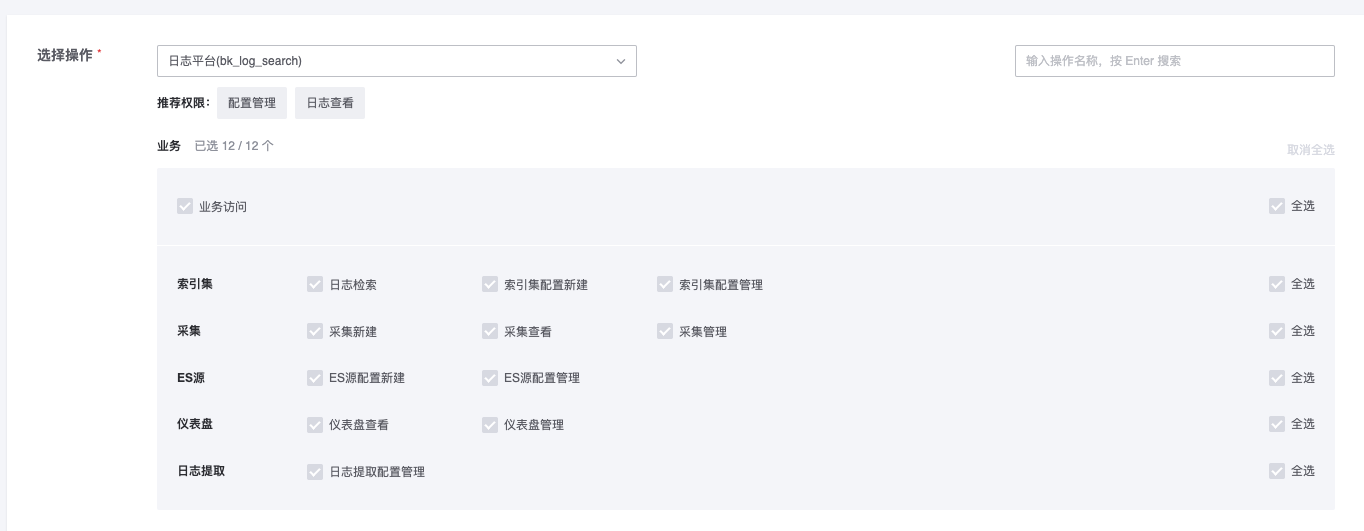 选择操作 * 日志平台(bk_log_search) 输入操作名称，按 Enter 搜索
推荐权限： 配置管理 日志查看
业务 已选 12 / 12 个 取消全选
业务访问 全选
索引集 日志检索 索引集配置新建 索引集配置管理 全选
采集 采集新建 采集查看 采集管理 全选
ES源 ES源配置新建 ES源配置管理 全选
仪表盘 仪表盘查看 仪表盘管理 全选
日志提取 日志提取配置管理 全选